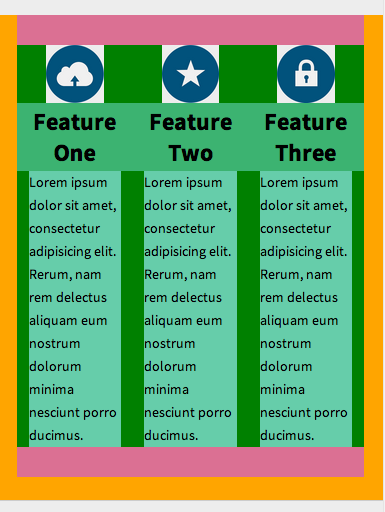 Feature
One
Lorem ipsum
dolor sit amet,
consectetur
adipisicing elit.
Rerum, nam
rem delectus
aliquam eum
nostrum
dolorum
minima
nesciunt porro
ducimus.
Feature
Two
Lorem ipsum
dolor sit amet,
consectetur
adipisicing elit.
Rerum, nam
rem delectus
aliquam eum
nostrum
dolorum
minima
nesciunt porro
ducimus.
Feature
Three
Lorem ipsum
dolor sit amet,
consectetur
adipisicing elit.
Rerum, nam
rem delectus
aliquam eum
nostrum
dolorum
minima
nesciunt porro
ducimus.